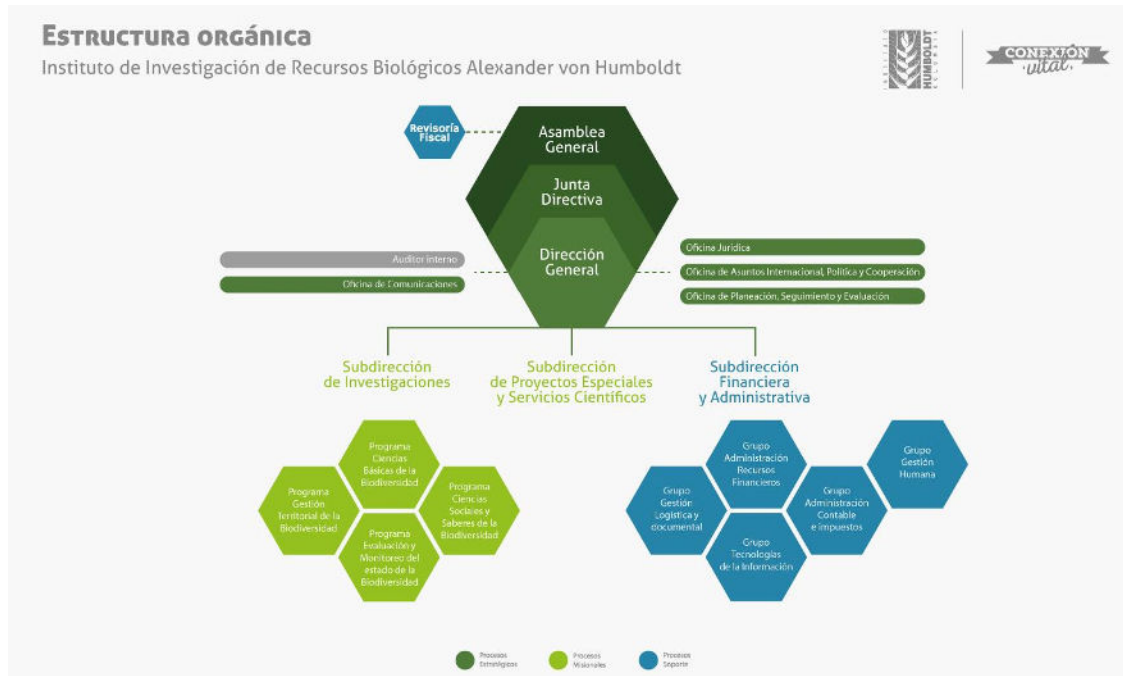 Estructura orgánica
Instituto de Investigación de Recursos Biológicos Alexander von Humboldt
HUMBOLDT
CONEXIÓN
vital
Revisoría
Fiscal
Asamblea
General
Junta
Directiva
Dirección
General
Auditor interno
Oficina de Comunicaciones
Oficina Jurídica
Oficina de Asuntos Internacional, Política y Cooperación
Oficina de Planeación, Seguimiento y Evaluación
Subdirección
de Investigaciones
Subdirección
de Proyectos Especiales
y Servicios Científicos
Subdirección
Financiera
y Administrativa
Programa
Ciencias
Básicas de la
Biodiversidad
Programa
Gestión
Territorial de la
Biodiversidad
Programa
Ciencias
Sociales y
Saberes de la
Biodiversidad
Programa
Evaluación y
Monitoreo del
estado de la
Biodiversidad
Grupo
Administración
Recursos
Financieros
Grupo
Gestión
Humana
Grupo
Gestión
Logística y
documental
Grupo
Administración
Contable
e impuestos
Grupo
Tecnologías
de la Información
Procesos
Estratégicos
Procesos
Misionales
Procesos
Soporte